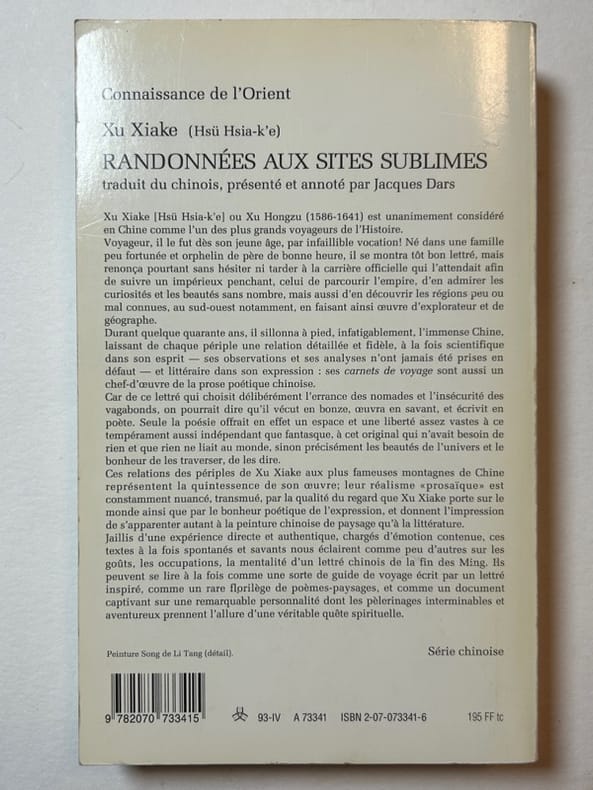 Connaissance de l'Orient
Xu Xiake (Hsü Hsia-k'e)
RANDONNÉES AUX SITES SUBLIMES
traduit du chinois, présenté et annoté par Jacques Dars
Xu Xiake [Hsü Hsia-k'e] ou Xu Hongzu (1586-1641) est unanimement considéré
en Chine comme l'un des plus grands voyageurs de l'Histoire.
Voyageur, il le fut dès son jeune âge, par infaillible vocation! Né dans une famille
peu fortunée et orphelin de père de bonne heure, il se montra tôt bon lettré, mais
renonça pourtant sans hésiter ni tarder à la carrière officielle qui l'attendait afin
de suivre un impérieux penchant, celui de parcourir l'empire, d'en admirer les
curiosités et les beautés sans nombre, mais aussi d'en découvrir les régions peu ou
mal connues, au sud-ouest notamment, en faisant ainsi œuvre d'explorateur et de
géographe.
Durant quelque quarante ans, il sillonna à pied, infatigablement, l'immense Chine,
laissant de chaque périple une relation détaillée et fidèle, à la fois scientifique
dans son esprit — ses observations et ses analyses n'ont jamais été prises en
défaut — et littéraire dans son expression : ses carnets de voyage sont aussi un
chef-d'œuvre de la prose poétique chinoise.
Car de ce lettré qui choisit délibérément l'errance des nomades et l'insécurité des
vagabonds, on pourrait dire qu'il vécut en bonze, œuvra en savant, et écrivit en
poète. Seule la poésie offrait en effet un espace et une liberté assez vastes à ce
tempérament aussi indépendant que fantasque, à cet original qui n'avait besoin de
rien et que rien ne liait au monde, sinon précisément les beautés de l'univers et le
bonheur de les traverser, de les dire.
Ces relations des périples de Xu Xiake aux plus fameuses montagnes de Chine
représentent la quintessence de son œuvre; leur réalisme «prosaïque» est
constamment nuancé, transmué, par la qualité du regard que Xu Xiake porte sur le
monde ainsi que par le bonheur poétique de l'expression, et donnent l'impression
de s'apparenter autant à la peinture chinoise de paysage qu'à la littérature.
Jaillis d'une expérience directe et authentique, chargés d'émotion contenue, ces
textes à la fois spontanés et savants nous éclairent comme peu d'autres sur les
goûts, les occupations, la mentalité d'un lettré chinois de la fin des Ming. Ils
peuvent se lire à la fois comme une sorte de guide de voyage écrit par un lettré
inspiré, comme un rare florilège de poèmes-paysages, et comme un document
captivant sur une remarquable personnalité dont les pèlerinages interminables et
aventureux prennent l'allure d'une véritable quête spirituelle.
Peinture Song de Li Tang (détail).
Série chinoise
9 782070 733415
93-IV A 73341 ISBN 2-07-073341-6
195 FF tc